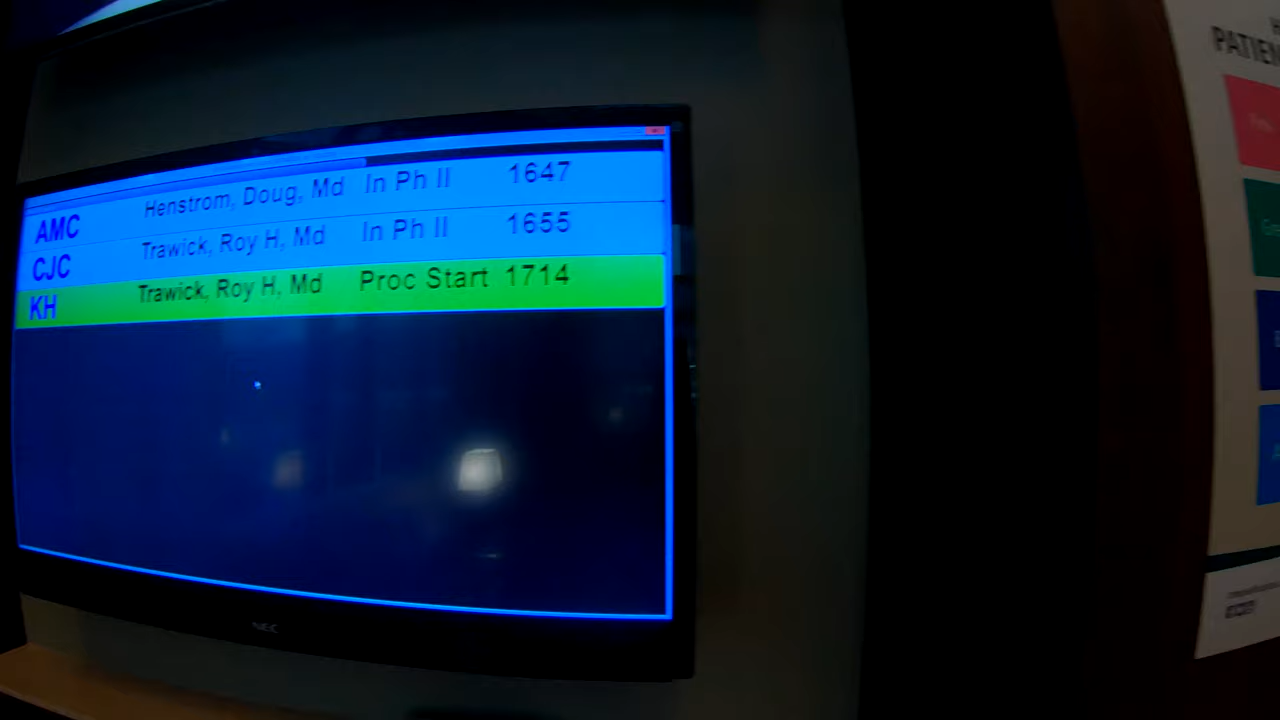 AMC Henstrom, Doug, Md In Ph II 1647
CJC Trawick, Roy H, Md In Ph II 1655
KH Trawick, Roy H, Md Proc Start 1714
NEC